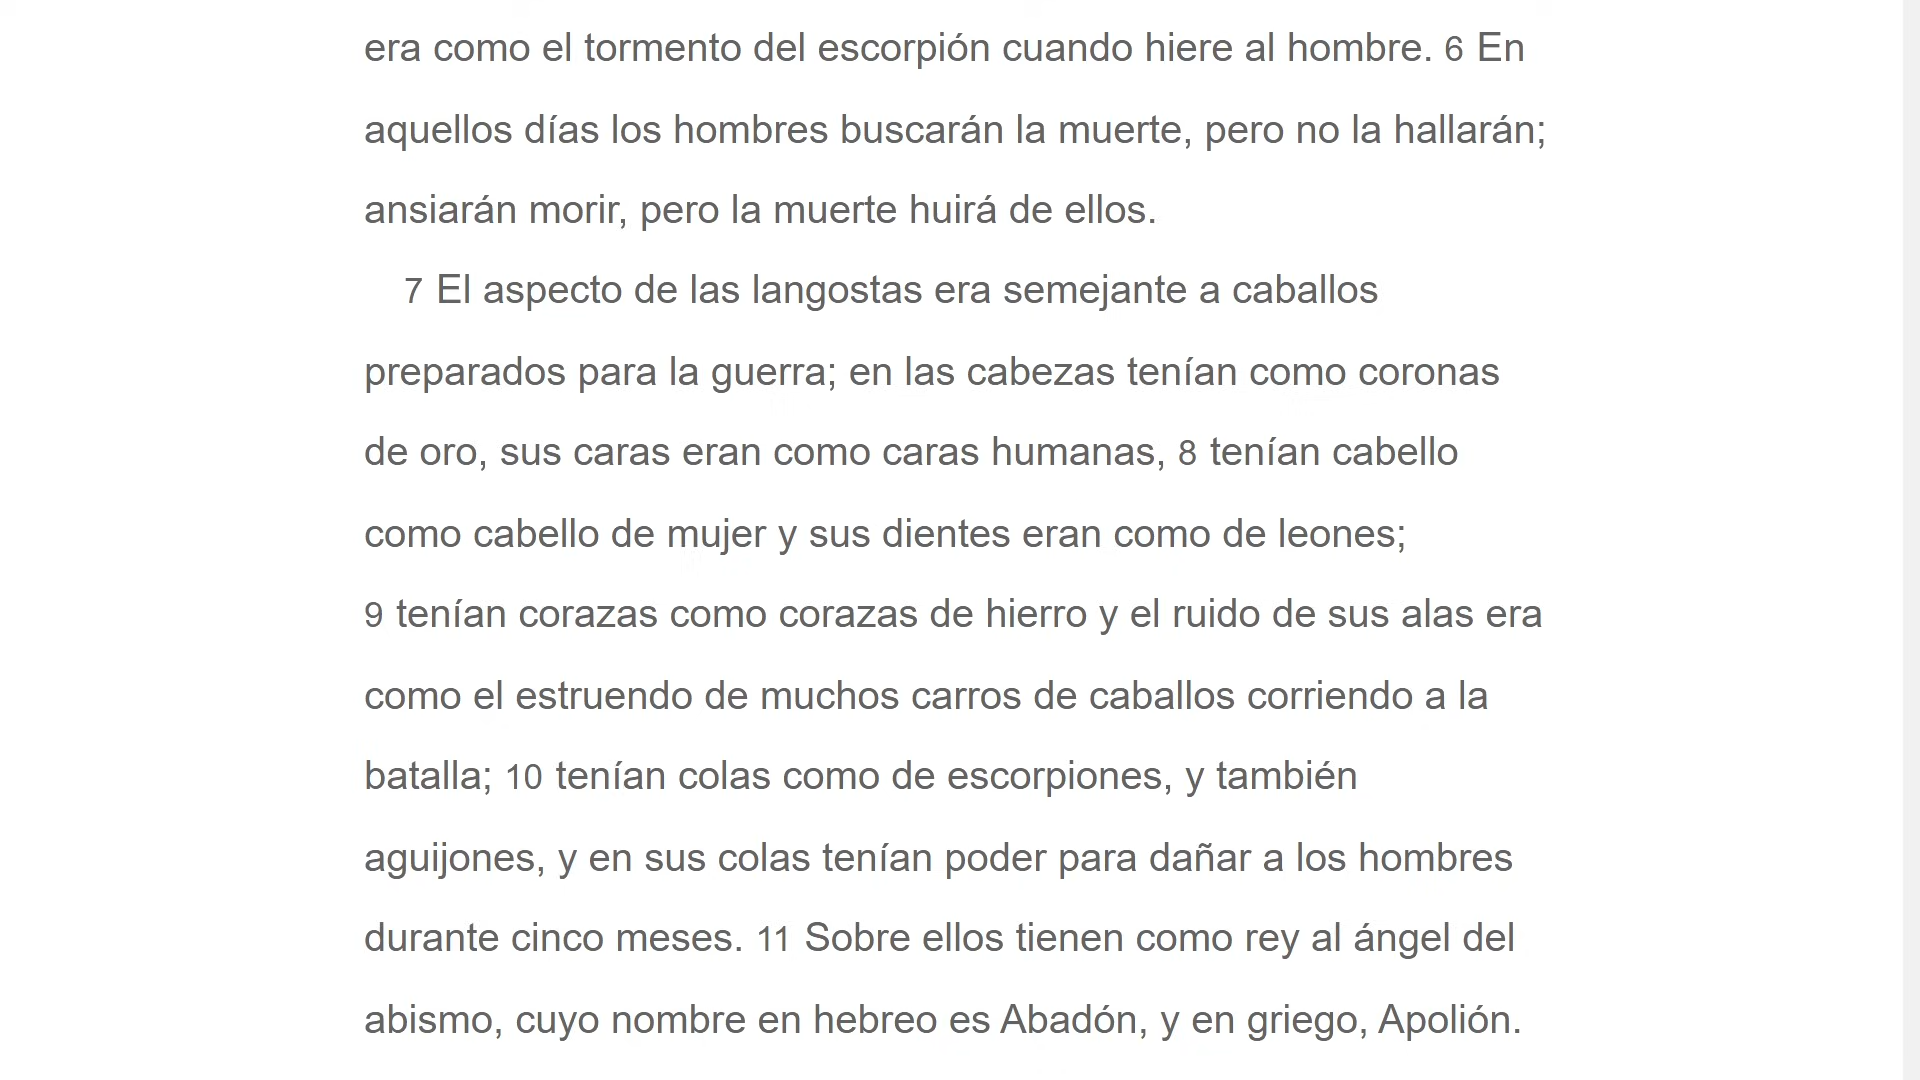 era como el tormento del escorpión cuando hiere al hombre. 6 En
aquellos días los hombres buscarán la muerte, pero no la hallarán;
ansiarán morir, pero la muerte huirá de ellos.
7 El aspecto de las langostas era semejante a caballos
preparados para la guerra; en las cabezas tenían como coronas
de oro, sus caras eran como caras humanas, 8 tenían cabello
como cabello de mujer y sus dientes eran como de leones;
9 tenían corazas como corazas de hierro y el ruido de sus alas era
como el estruendo de muchos carros de caballos corriendo a la
batalla; 10 tenían colas como de escorpiones, y también
aguijones, y en sus colas tenían poder para dañar a los hombres
durante cinco meses. 11 Sobre ellos tienen como rey al ángel del
abismo, cuyo nombre en hebreo es Abadón, y en griego, Apolión.